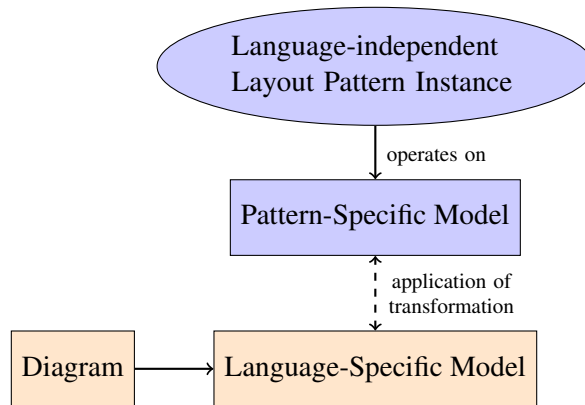 Language-independent
Layout Pattern Instance
operates on
Pattern-Specific Model
application of
transformation
Diagram
Language-Specific Model